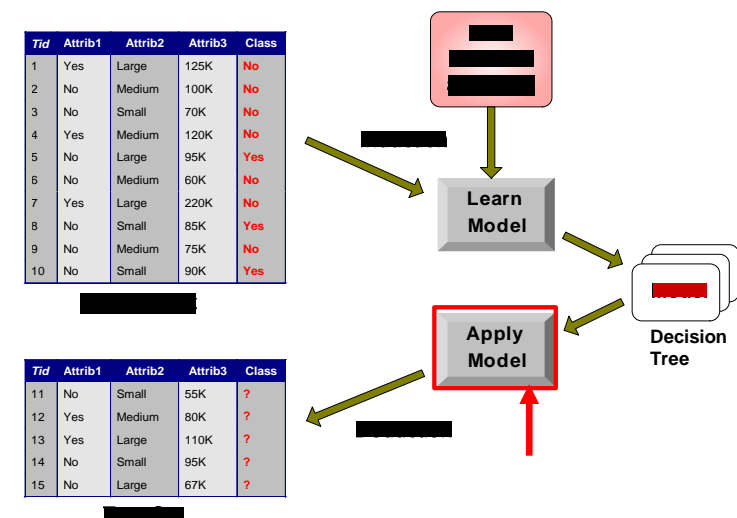 Tid Attrib1 Attrib2 Attrib3 Class
1 Yes Large 125K No
2 No Medium 100K No
3 No Small 70K No
4 Yes Medium 120K No
5 No Large 95K Yes
6 No Medium 60K No
7 Yes Large 220K No
8 No Small 85K Yes
9 No Medium 75K No
10 No Small 90K Yes
Learn
Model
Apply
Model
Decision
Tree
Tid Attrib1 Attrib2 Attrib3 Class
11 No Small 55K ?
12 Yes Medium 80K ?
13 Yes Large 110K ?
14 No Small 95K ?
15 No Large 67K ?